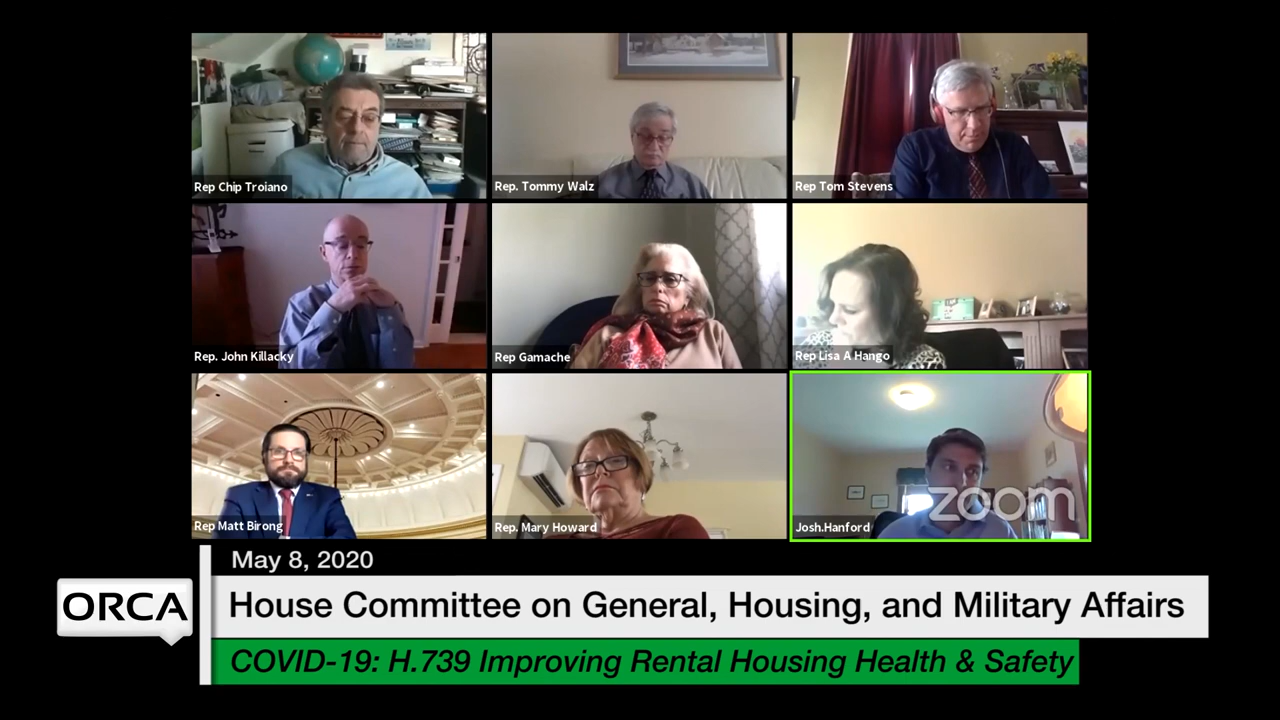 Rep Chip Troiano
Rep. Tommy Walz
Rep Tom Stevens
Rep. John Killacky
Rep Gamache
Rep Lisa A Hango
Rep Matt Birong
Rep. Mary Howard
Josh.Hanford
zoom
May 8, 2020
ORCA
House Committee on General, Housing, and Military Affairs
COVID-19: H.739 Improving Rental Housing Health & Safety